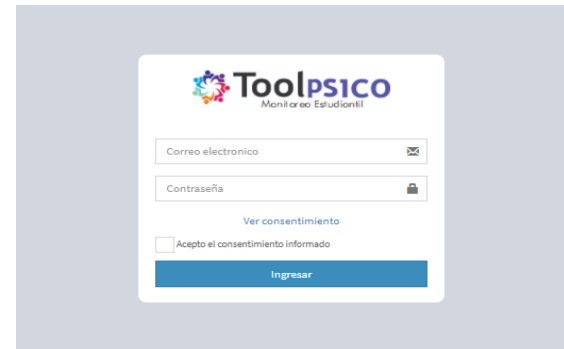 Toolpsico
Monitoreo Estudiantil
Correo electronico
Contraseña
Ver consentimiento
Acepto el consentimiento informado
Ingresar